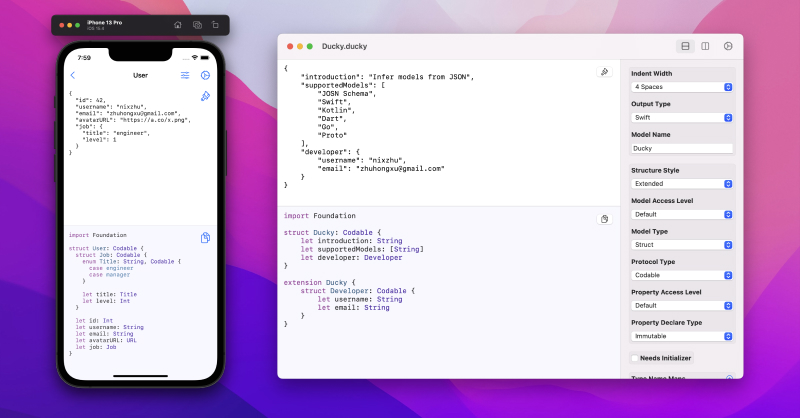 iPhone 13 Pro
iOS 15.4
7:59
User
{
  "id": 42,
  "username": "nixzhu",
  "email": "zhuhongxu@gmail.com",
  "avatarURL": "https://a.co/x.png",
  "job": {
    "title": "engineer",
    "level": 1
  }
}
import Foundation
struct User: Codable {
  struct Job: Codable {
    enum Title: String, Codable {
      case engineer
      case manager
    }
    let title: Title
    let level: Int
  }
  let id: Int
  let username: String
  let email: String
  let avatarURL: URL
  let job: Job
}
Ducky.ducky
{
    "introduction": "Infer models from JSON",
    "supportedModels": [
        "JOSN Schema",
        "Swift",
        "Kotlin",
        "Dart",
        "Go",
        "Proto"
    ],
    "developer": {
        "username": "nixzhu",
        "email": "zhuhongxu@gmail.com"
    }
}
import Foundation
struct Ducky: Codable {
    let introduction: String
    let supportedModels: [String]
    let developer: Developer
}
extension Ducky {
    struct Developer: Codable {
        let username: String
        let email: String
    }
}
Indent Width
4 Spaces
Output Type
Swift
Model Name
Ducky
Structure Style
Extended
Model Access Level
Default
Model Type
Struct
Protocol Type
Codable
Property Access Level
Default
Property Declare Type
Immutable
Needs Initializer
Type Name Maps